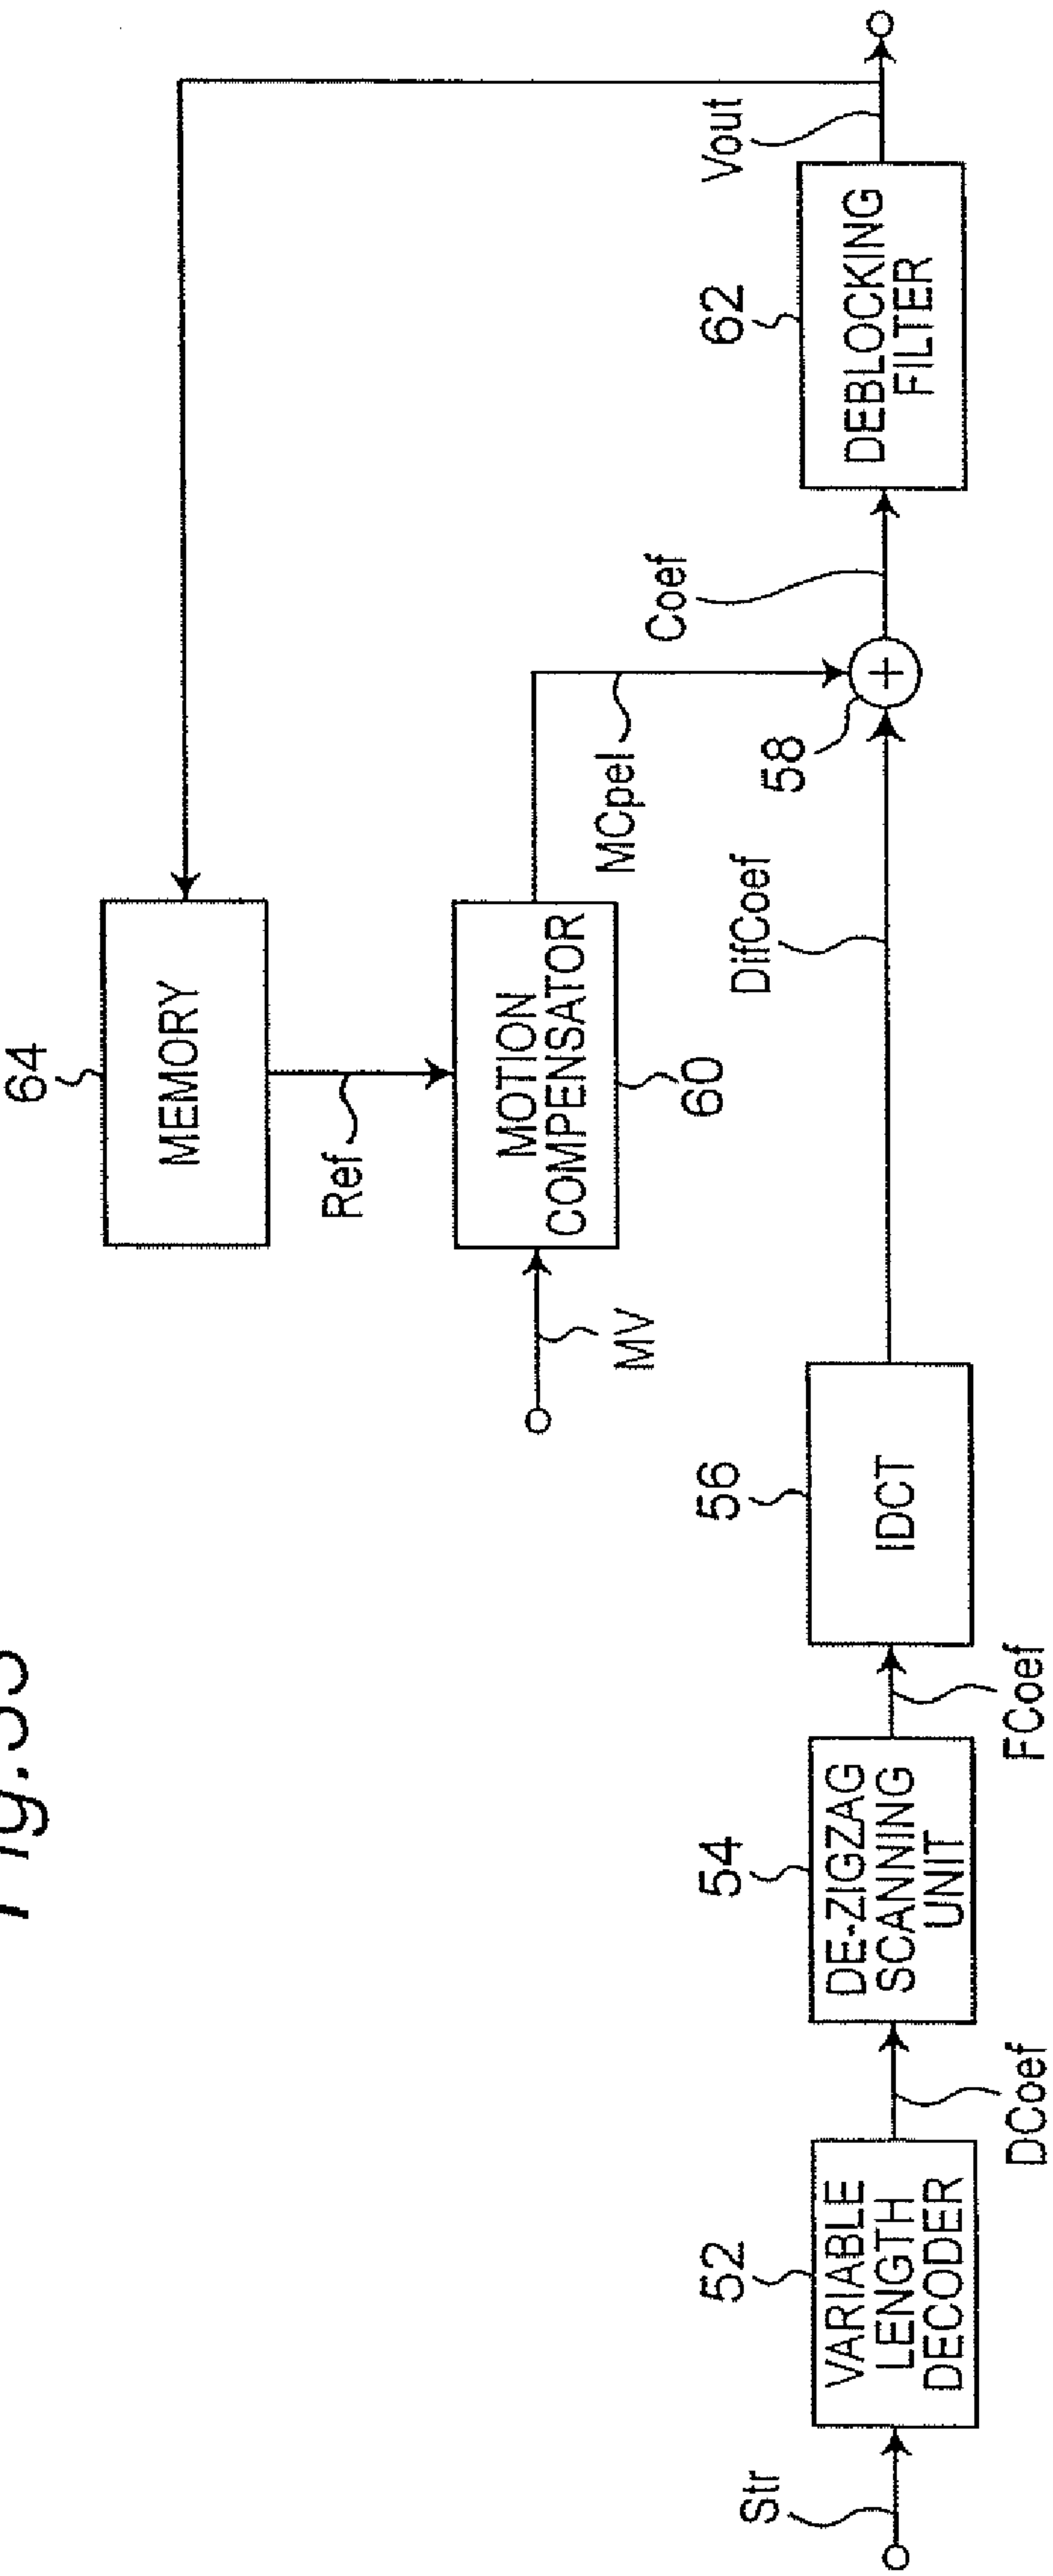 Fig.33
64
MEMORY
Ref
MV
MOTION
COMPENSATOR
60
MCpel
Str
52
VARIABLE
LENGTH
DECODER
DCoef
54
DE-ZIGZAG
SCANNING
UNIT
FCoef
56
IDCT
DifCoef
58
+
Coef
62
DEBLOCKING
FILTER
Vout